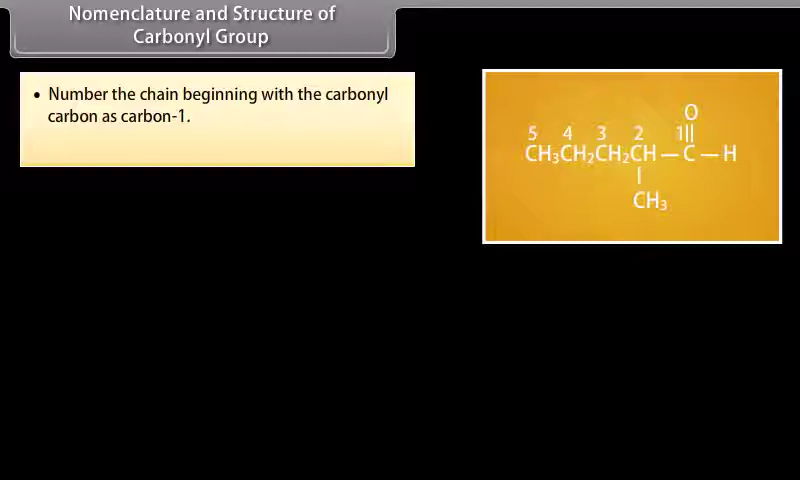 Nomenclature and Structure of
Carbonyl Group
• Number the chain beginning with the carbonyl
carbon as carbon-1.
O
5 4 3 2 1||
CH₃CH₂CH₂CH — C — H
|
CH₃